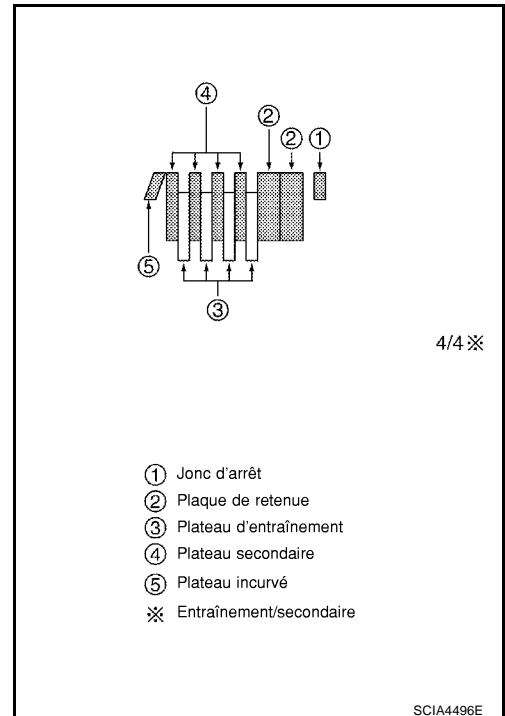 ④ ② ② ① 
⑤
③
4/4※
① Jonc d'arrêt
② Plaque de retenue
③ Plateau d'entraînement
④ Plateau secondaire
⑤ Plateau incurvé
※ Entraînement/secondaire
SCIA4496E